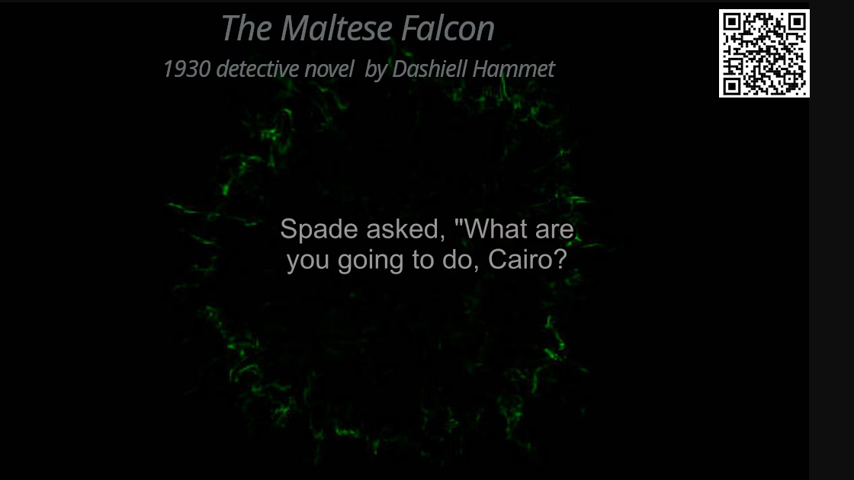 The Maltese Falcon
1930 detective novel by Dashiell Hammet
Spade asked, "What are
you going to do, Cairo?